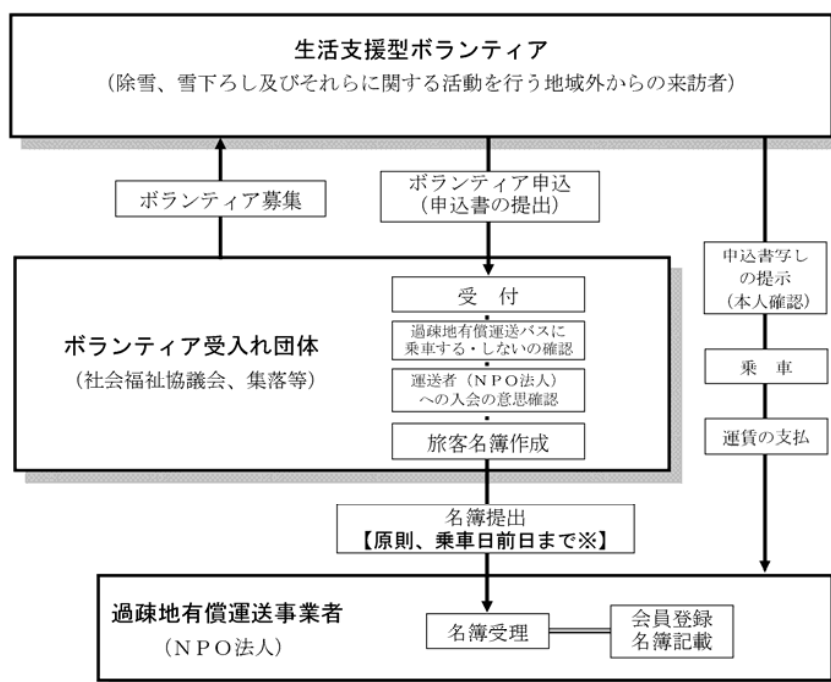 生活支援型ボランティア
（除雪、雪下ろし及びそれらに関する活動を行う地域外からの来訪者）
ボランティア募集
ボランティア申込
（申込書の提出）
申込書写し
の提示
（本人確認）
乗　車
運賃の支払
ボランティア受入れ団体
（社会福祉協議会、集落等）
受　付
過疎地有償運送バスに
乗車する・しないの確認
運送者（ＮＰＯ法人）
への入会の意思確認
旅客名簿作成
名簿提出
【原則、乗車日前日まで※】
過疎地有償運送事業者
（ＮＰＯ法人）
名簿受理
会員登録
名簿記載